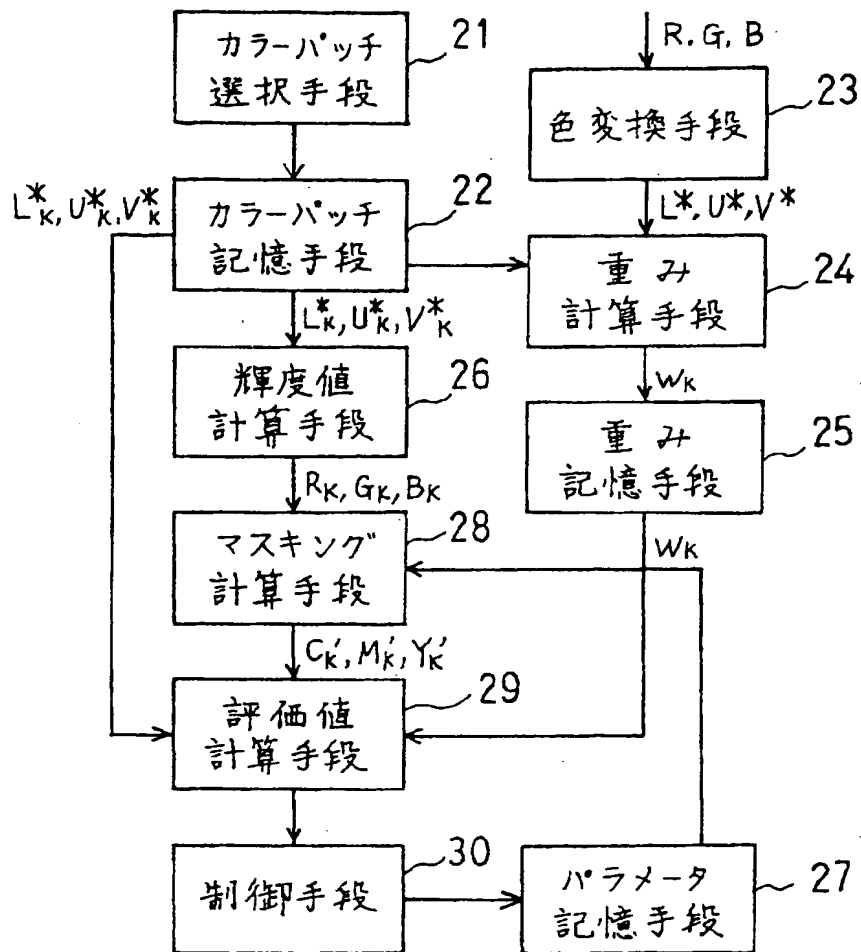 カラーパッチ
選択手段
21
R.G,B
色変換手段
23
L*,U*,V*
L*K,U*K,V*K
カラーパッチ
記憶手段
22
重み
計算手段
24
L*K,U*K,V*K
WK
輝度値
計算手段
26
重み
記憶手段
25
RK,GK,BK
WK
マスキング
計算手段
28
C'K,M'K,Y'K
評価値
計算手段
29
制御手段
30
パラメータ
記憶手段
27